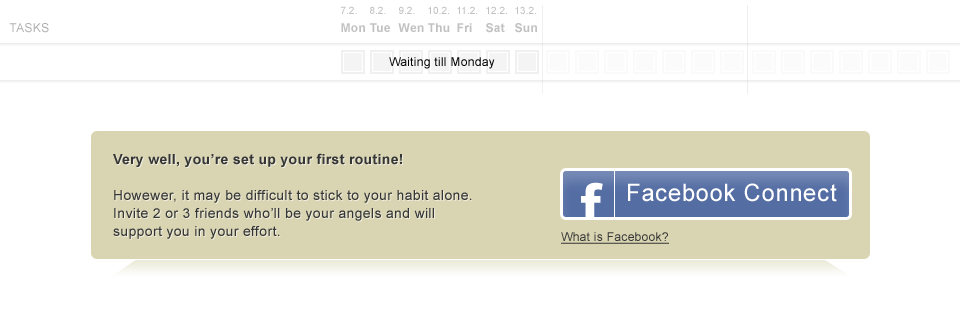 7.2. 8.2. 9.2. 10.2. 11.2. 12.2. 13.2.
TASKS Mon Tue Wen Thu Fri Sat Sun
Waiting till Monday
Very well, you're set up your first routine!
Howewer, it may be difficult to stick to your habit alone.
Invite 2 or 3 friends who'll be your angels and will
support you in your effort.
f Facebook Connect
What is Facebook?